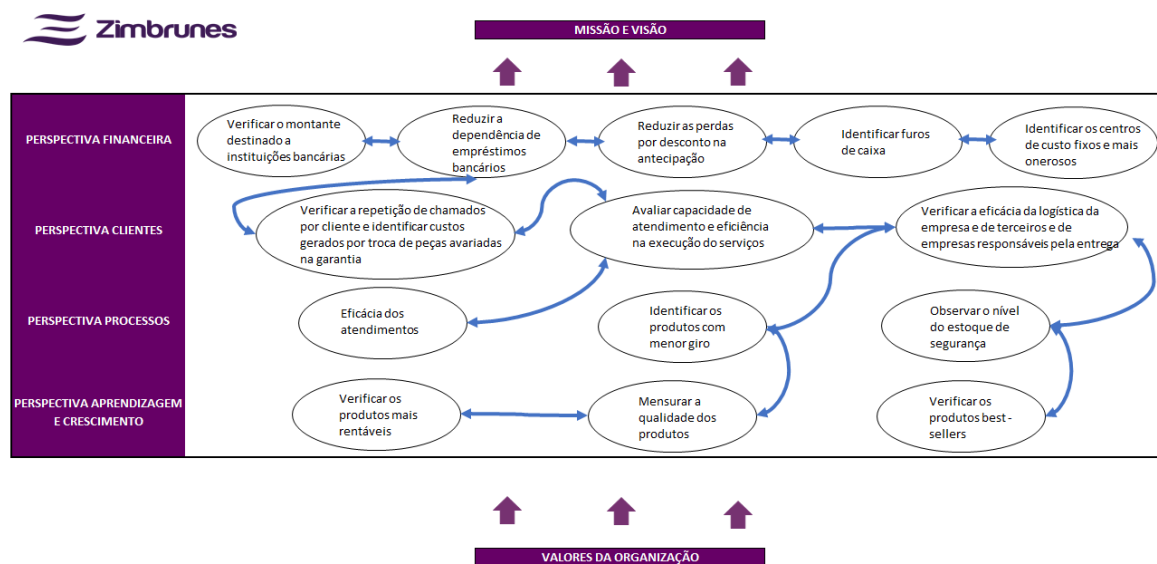 Zimbrunes
MISSÃO E VISÃO
PERSPECTIVA FINANCEIRA
Verificar o montante
destinado a
instituições bancárias
Reduzir a
dependência de
empréstimos
bancários
Reduzir as perdas
por desconto na
antecipação
Identificar furos
de caixa
Identificar os centros
de custo fixos e mais
onerosos
PERSPECTIVA CLIENTES
Verificar a repetição de chamados
por cliente e identificar custos
gerados por troca de peças avariadas
na garantia
Avaliar capacidade de
atendimento e eficiência
na execução do serviços
Verificar a eficácia da logística da
empresa e de terceiros e de
empresas responsáveis pela entrega
PERSPECTIVA PROCESSOS
Eficácia dos
atendimentos
Identificar os
produtos com
menor giro
Observar o nível
do estoque de
segurança
PERSPECTIVA APRENDIZAGEM
E CRESCIMENTO
Verificar os
produtos mais
rentáveis
Mensurar a
qualidade dos
produtos
Verificar os
produtos best -
sellers
VALORES DA ORGANIZAÇÃO